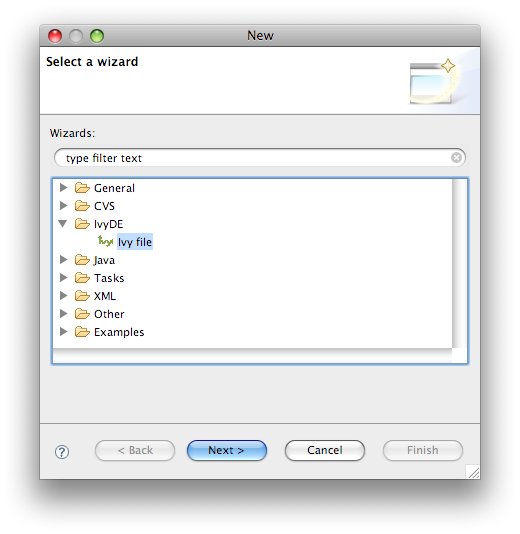 New
Select a wizard
Wizards:
type filter text
General
CVS
IvyDE
ivy Ivy file
Java
Tasks
XML
Other
Examples
? < Back Next > Cancel Finish